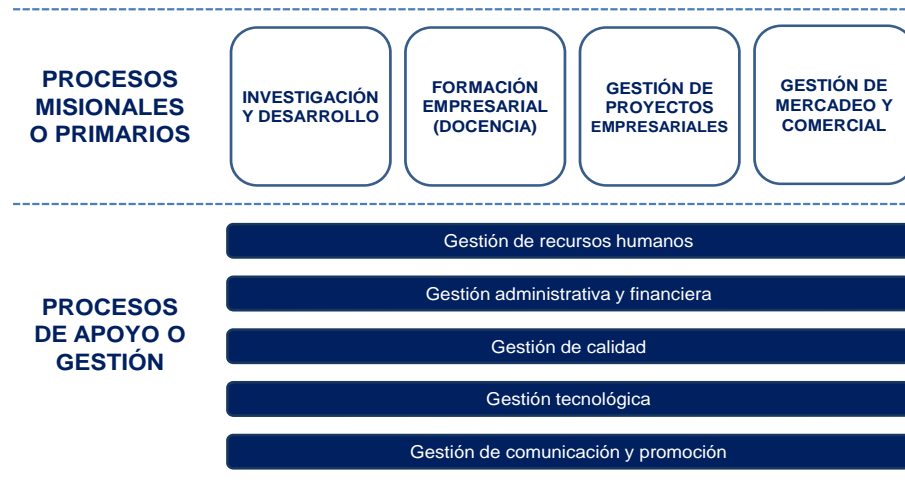 PROCESOS
MISIONALES
O PRIMARIOS
INVESTIGACIÓN
Y DESARROLLO
FORMACIÓN
EMPRESARIAL
(DOCENCIA)
GESTIÓN DE
PROYECTOS
EMPRESARIALES
GESTIÓN DE
MERCADEO Y
COMERCIAL
PROCESOS
DE APOYO O
GESTIÓN
Gestión de recursos humanos
Gestión administrativa y financiera
Gestión de calidad
Gestión tecnológica
Gestión de comunicación y promoción